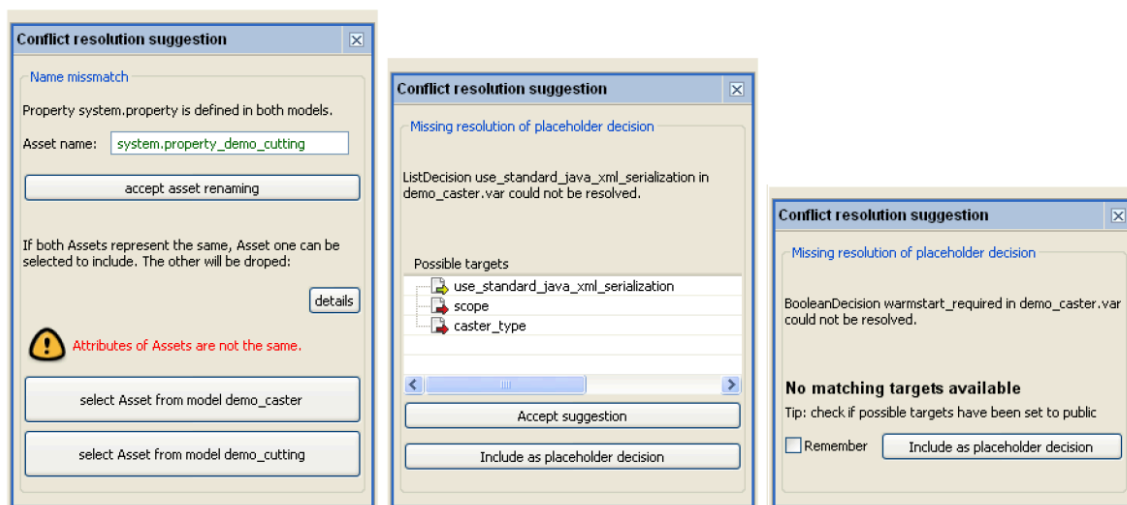 Conflict resolution suggestion
Name missmatch
Property system.property is defined in both models.
Asset name: system.property_demo_cutting
accept asset renaming
If both Assets represent the same, Asset one can be
selected to include. The other will be droped:
details
Attributes of Assets are not the same.
select Asset from model demo_caster
select Asset from model demo_cutting
Conflict resolution suggestion
Missing resolution of placeholder decision
ListDecision use_standard_java_xml_serialization in
demo_caster.var could not be resolved.
Possible targets
use_standard_java_xml_serialization
scope
caster_type
Accept suggestion
Include as placeholder decision
Conflict resolution suggestion
Missing resolution of placeholder decision
BooleanDecision warmstart_required in demo_caster.var
could not be resolved.
No matching targets available
Tip: check if possible targets have been set to public
Remember Include as placeholder decision